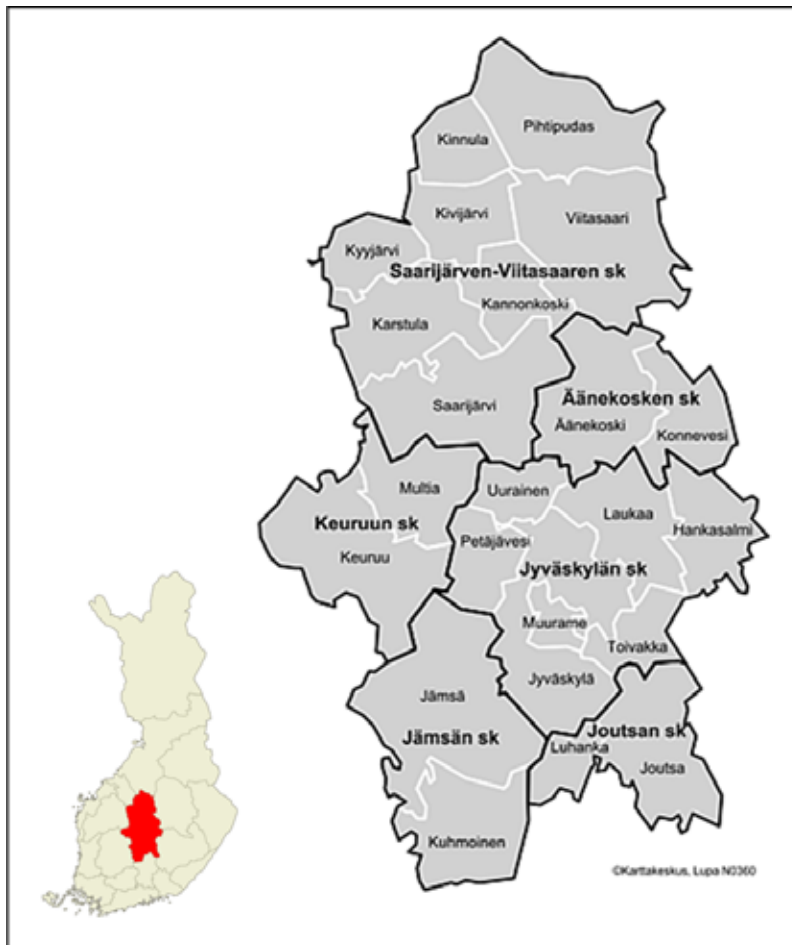 Pihtipudas
Kinnula
Kivijärvi
Viitasaari
Kyyjärvi
Saarijärven-Viitasaaren sk
Kannonkoski
Karstula
Saarijärvi
Äänekosken sk
Äänekoski
Konnevesi
Multia
Uurainen
Laukaa
Keuruun sk
Hankasalmi
Petäjävesi
Keuruu
Jyväskylän sk
Muurame
Toivakka
Jyväskylä
Jämsä
Jämsän sk
Joutsan sk
Luhanka
Joutsa
Kuhmoinen
©Karttakeskus, Lupa N0360